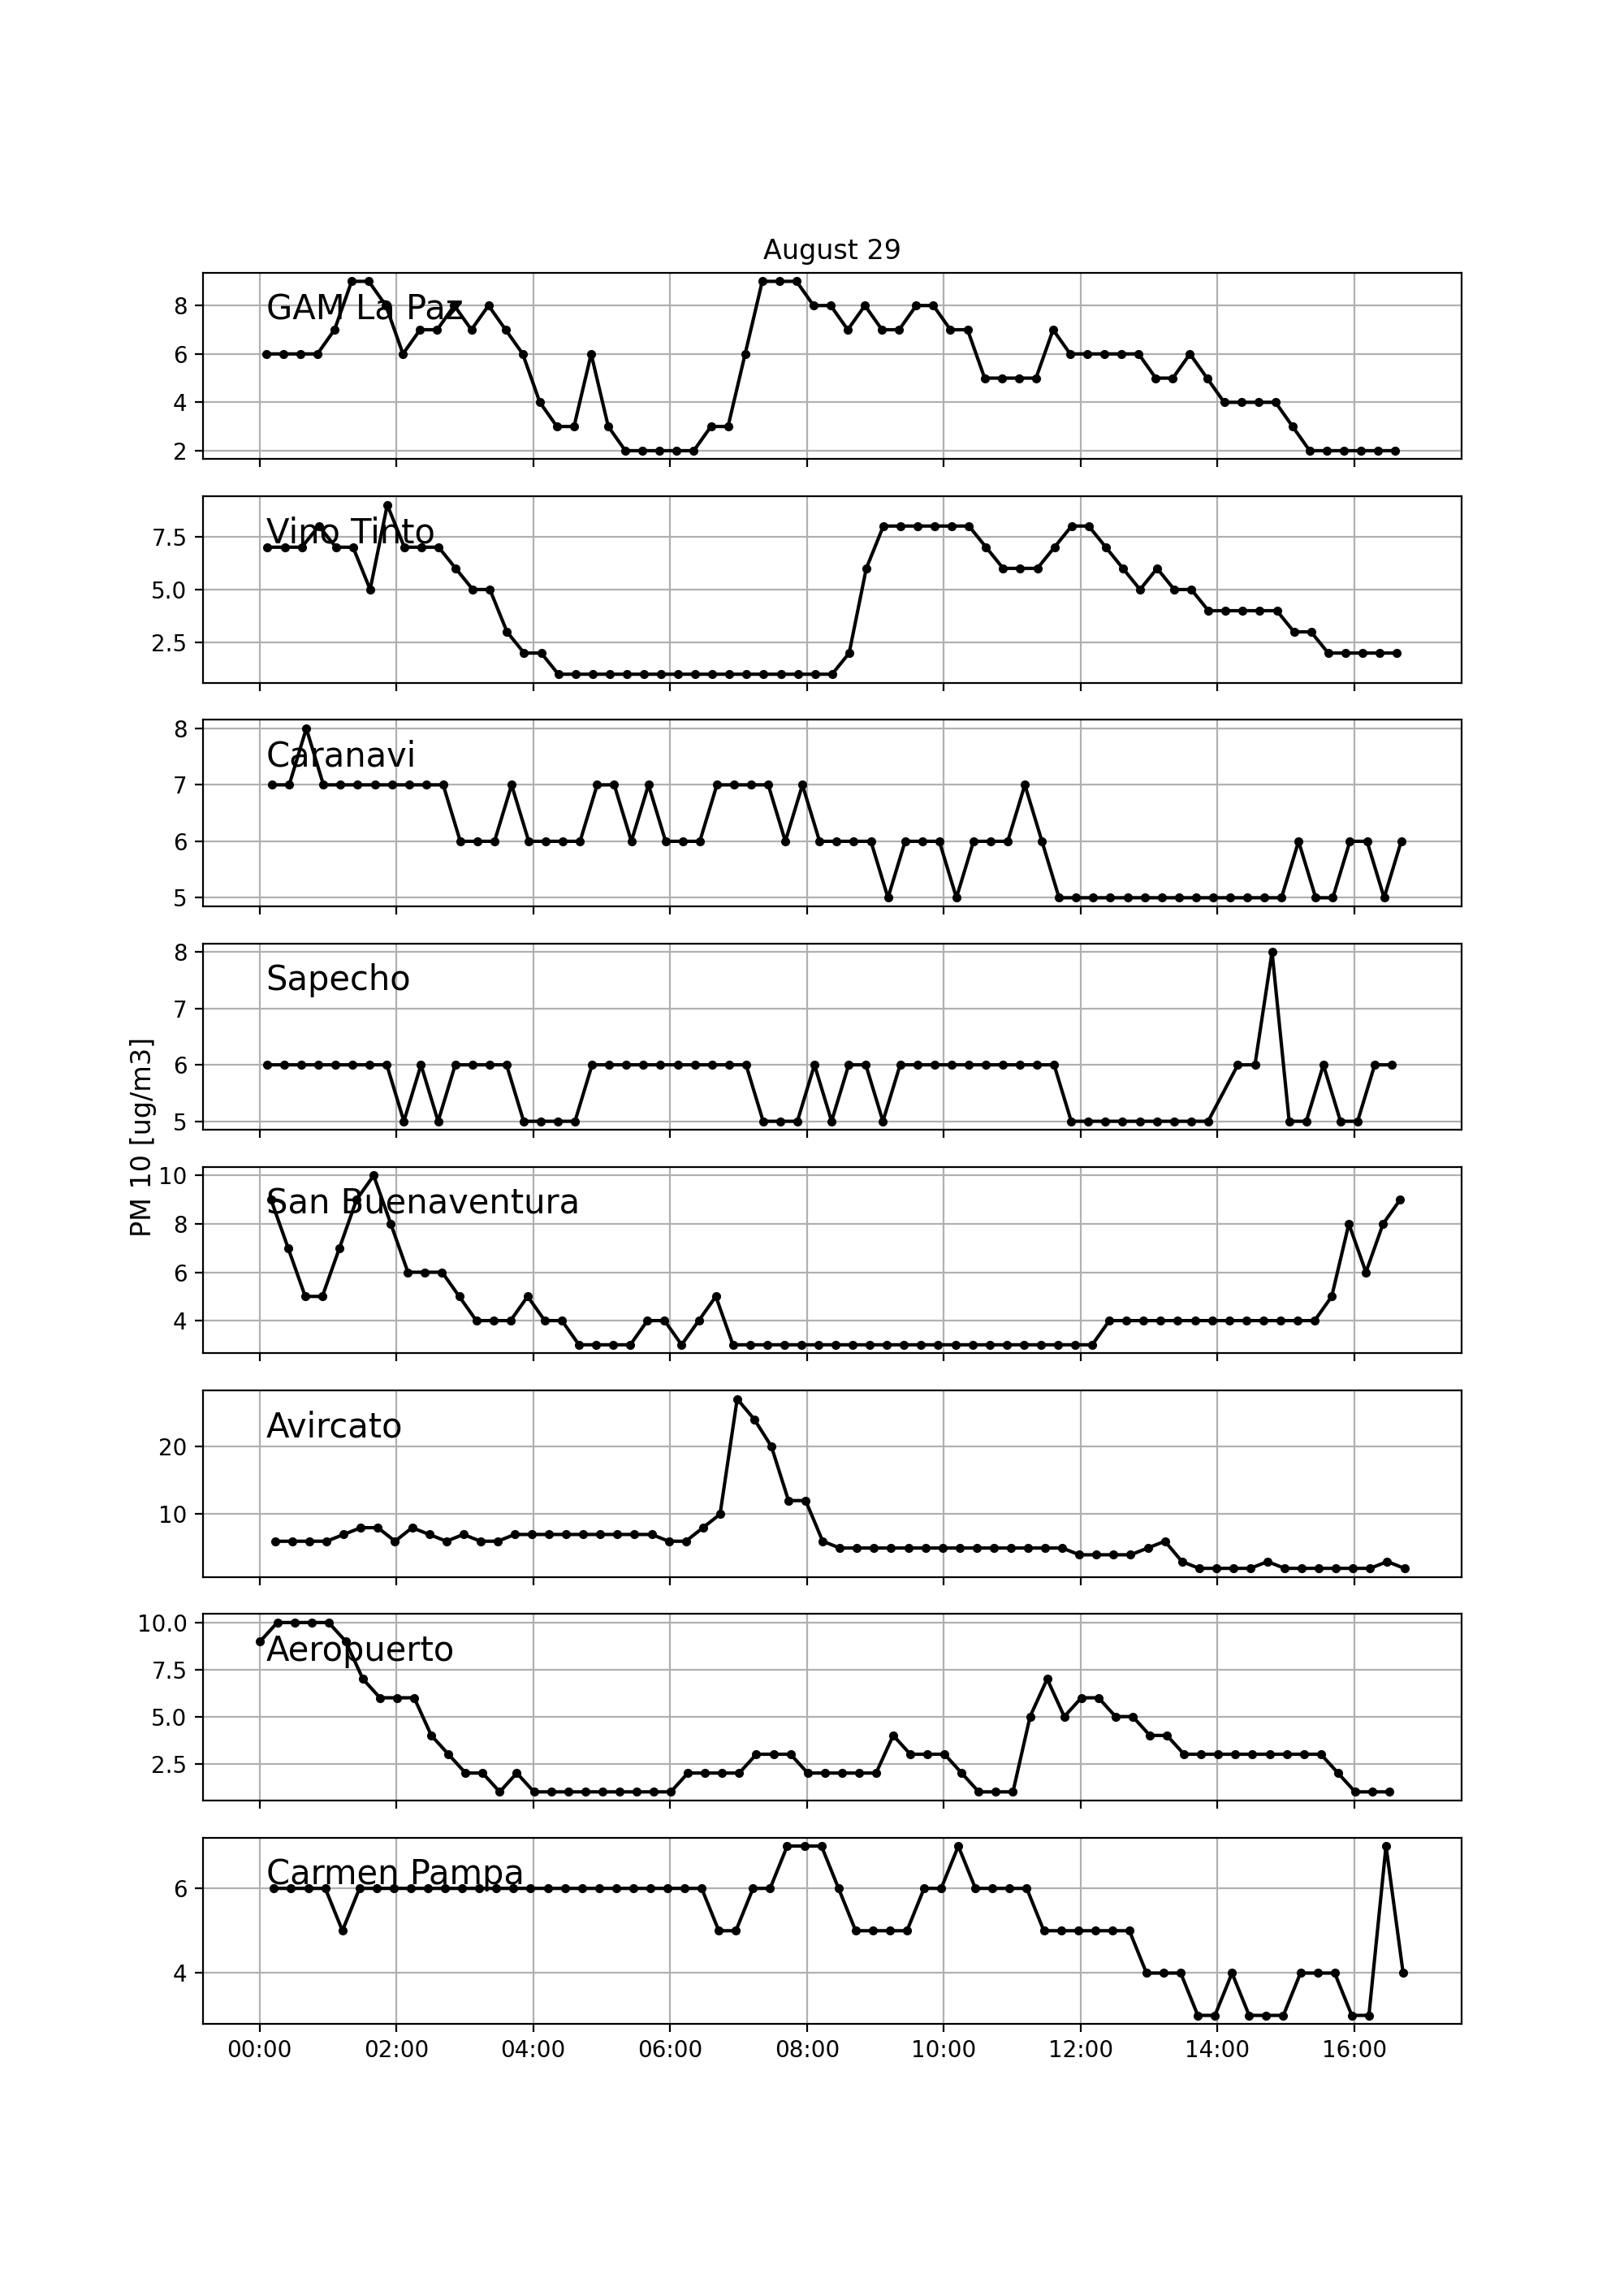 August 29
GAM La Paz
8
6
4
2
Vino Tinto
7.5
5.0
2.5
Caranavi
8
7
6
5
Sapecho
8
7
6
5
PM 10 [ug/m3]
San Buenaventura
10
8
6
4
Avircato
20
10
Aeropuerto
10.0
7.5
5.0
2.5
Carmen Pampa
6
4
00:00 02:00 04:00 06:00 08:00 10:00 12:00 14:00 16:00